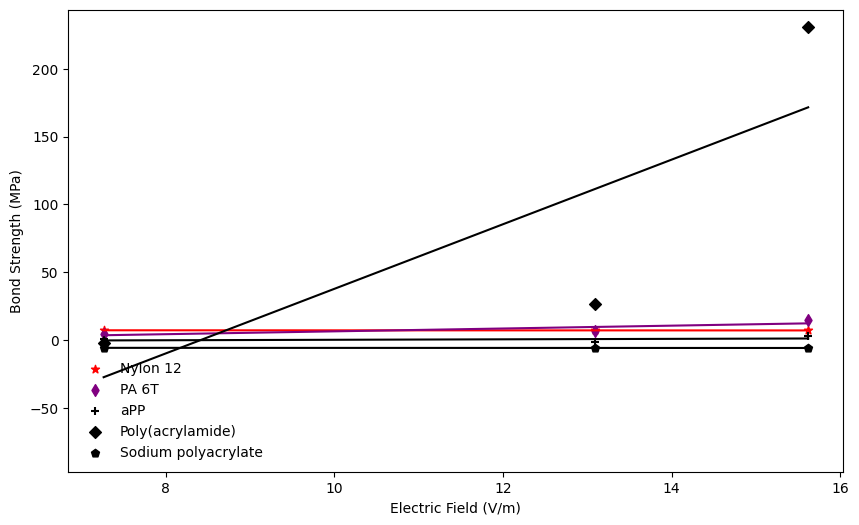 200
150
100
50
0
−50
Bond Strength (MPa)
Nylon 12
PA 6T
aPP
Poly(acrylamide)
Sodium polyacrylate
8 10 12 14 16
Electric Field (V/m)